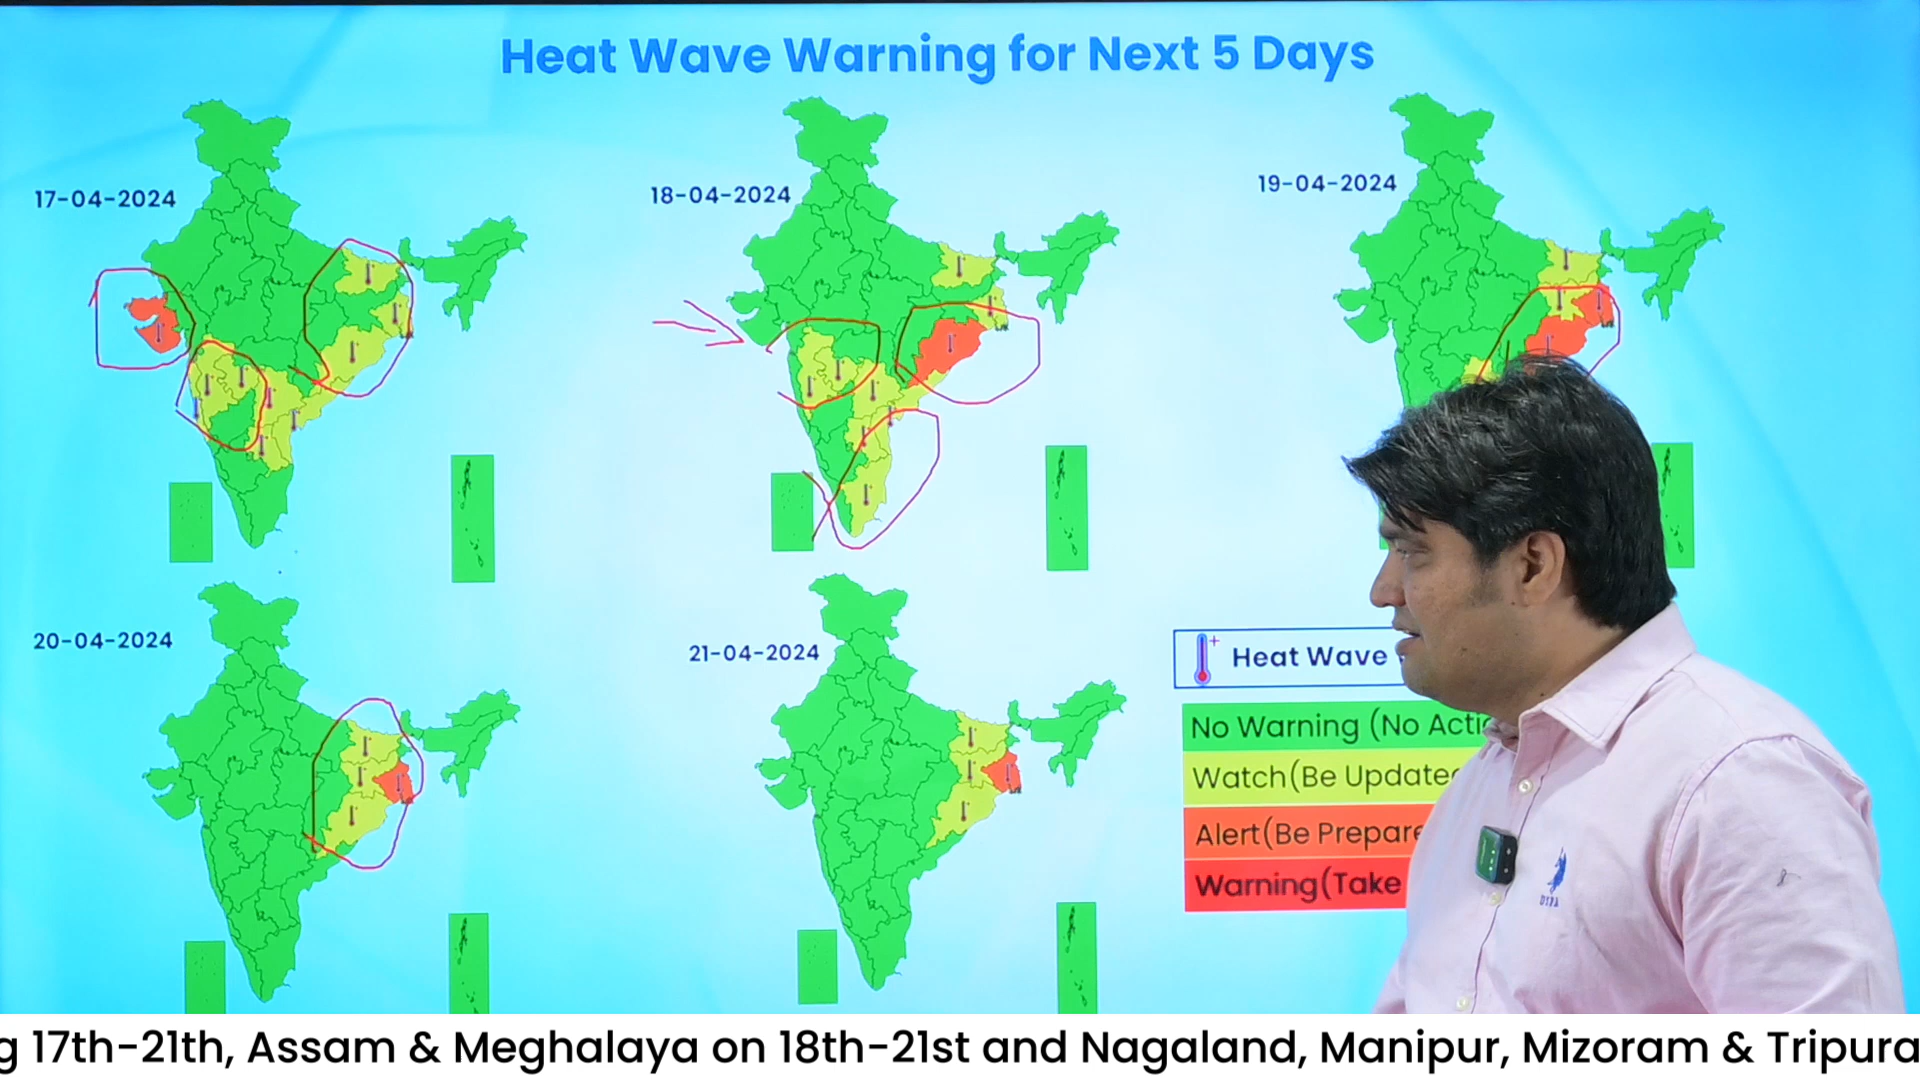 Heat Wave Warning for Next 5 Days
17-04-2024
18-04-2024
19-04-2024
20-04-2024
21-04-2024
Heat Wave
No Warning (No Acti
Watch(Be Update
Alert(Be Prepare
Warning(Take
g 17th-21th, Assam & Meghalaya on 18th-21st and Nagaland, Manipur, Mizoram & Tripura